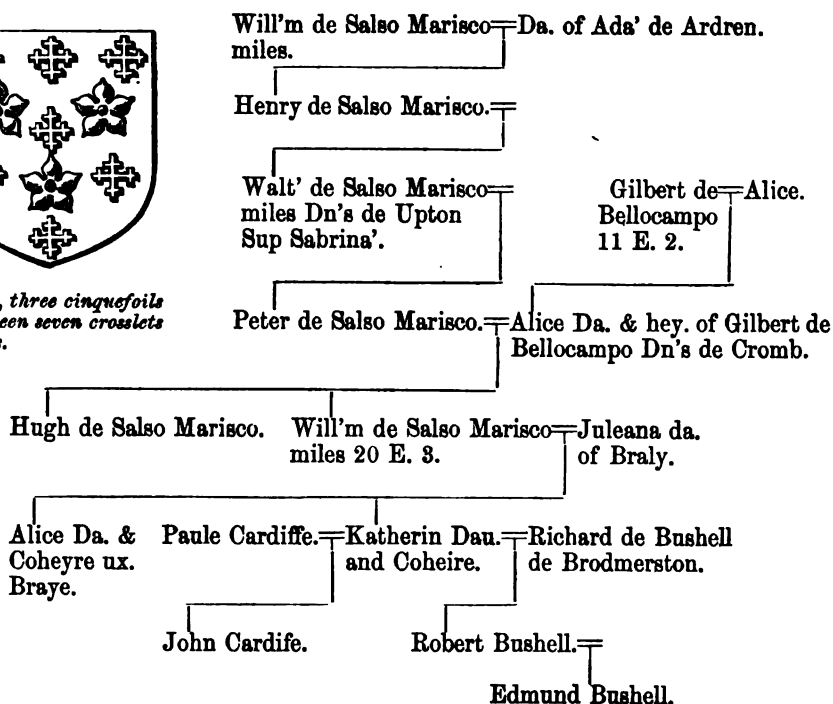 Will'm de Salso Marisco Da. of Ada' de Ardren.
miles.
Henry de Salso Marisco.
Walt' de Salso Marisco
miles Dn's de Upton
Sup Sabrina'.
Gilbert de Alice.
Bellocampo
11 E. 2.
, three cinquefoils
een seven crosslets
Peter de Salso Marisco. Alice Da. & hey. of Gilbert de
Bellocampo Dn's de Cromb.
Hugh de Salso Marisco.
Will'm de Salso Marisco Juleana da.
miles 20 E. 3. of Braly.
Alice Da. &
Coheyre ux.
Braye.
Paule Cardiffe. Katherin Dau. Richard de Bushell
and Coheire. de Brodmerston.
John Cardife.
Robert Bushell.
Edmund Bushell.